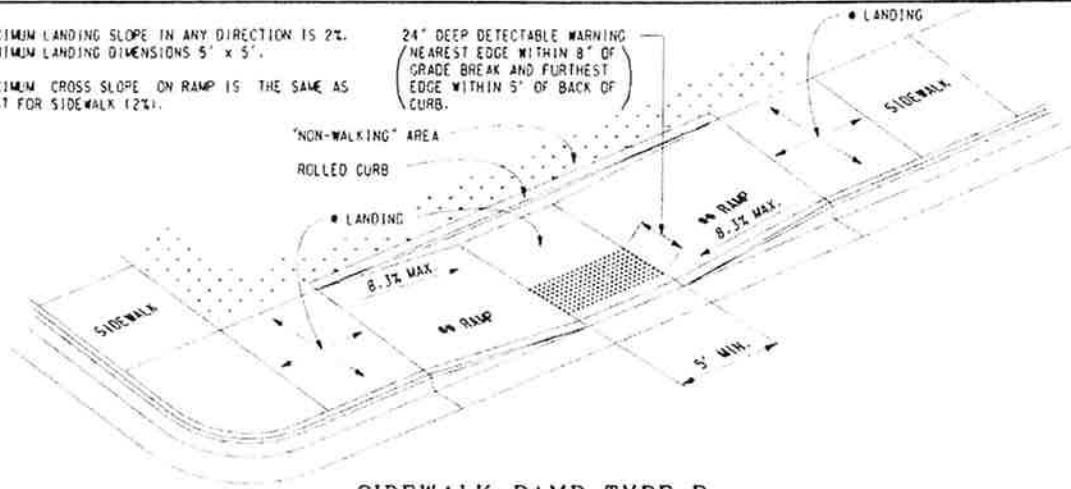 IMUM LANDING SLOPE IN ANY DIRECTION IS 2%.
IMUM LANDING DIMENSIONS 5' x 5'.
IMUM CROSS SLOPE ON RAMP IS THE SAME AS
T FOR SIDEWALK (2%).
24" DEEP DETECTABLE WARNING
NEAREST EDGE WITHIN 8" OF
GRADE BREAK AND FURTHEST
EDGE WITHIN 5' OF BACK OF
CURB.
* LANDING
SIDEWALK
"NON-WALKING" AREA
ROLLED CURB
** RAMP
8.3% MAX.
* LANDING
8.3% MAX.
** RAMP
SIDEWALK
5' MIN.
SIDEWALK RAMP TYPE